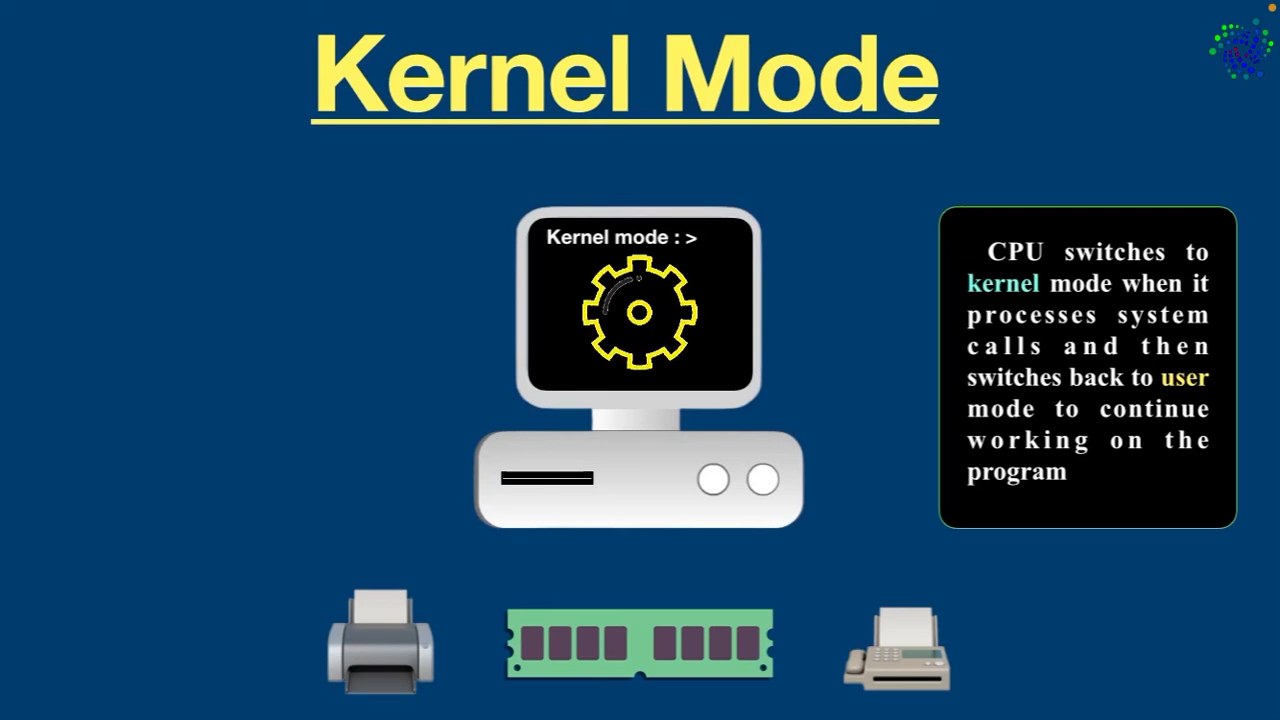 Kernel Mode
Kernel mode : >
CPU switches to
kernel mode when it
processes system
calls and then
switches back to user
mode to continue
working on the
program